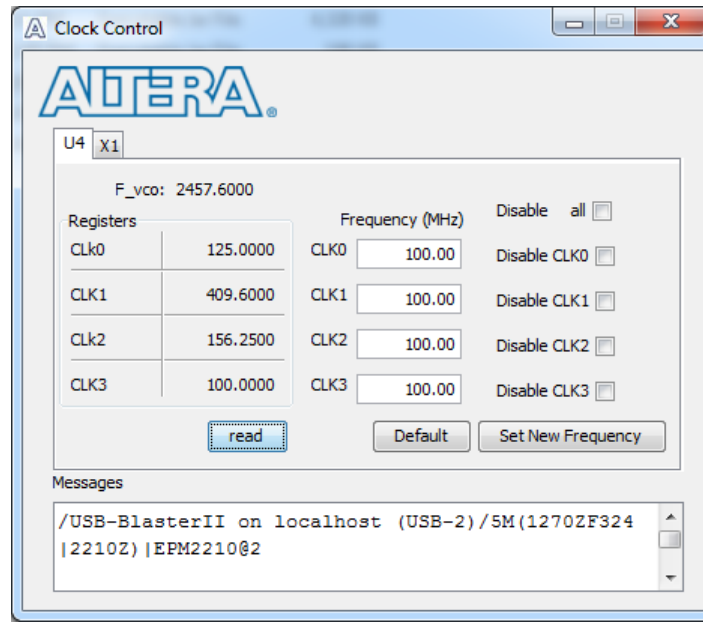 Clock Control
ALTERA®
U4 X1
F_vco: 2457.6000
Registers
Frequency (MHz)
Disable all
CLk0 125.0000 CLK0 100.00 Disable CLK0
CLK1 409.6000 CLK1 100.00 Disable CLK1
CLk2 156.2500 CLK2 100.00 Disable CLK2
CLK3 100.0000 CLK3 100.00 Disable CLK3
read Default Set New Frequency
Messages
/USB-BlasterII on localhost (USB-2)/5M(1270ZF324
|2210Z)|EPM2210@2